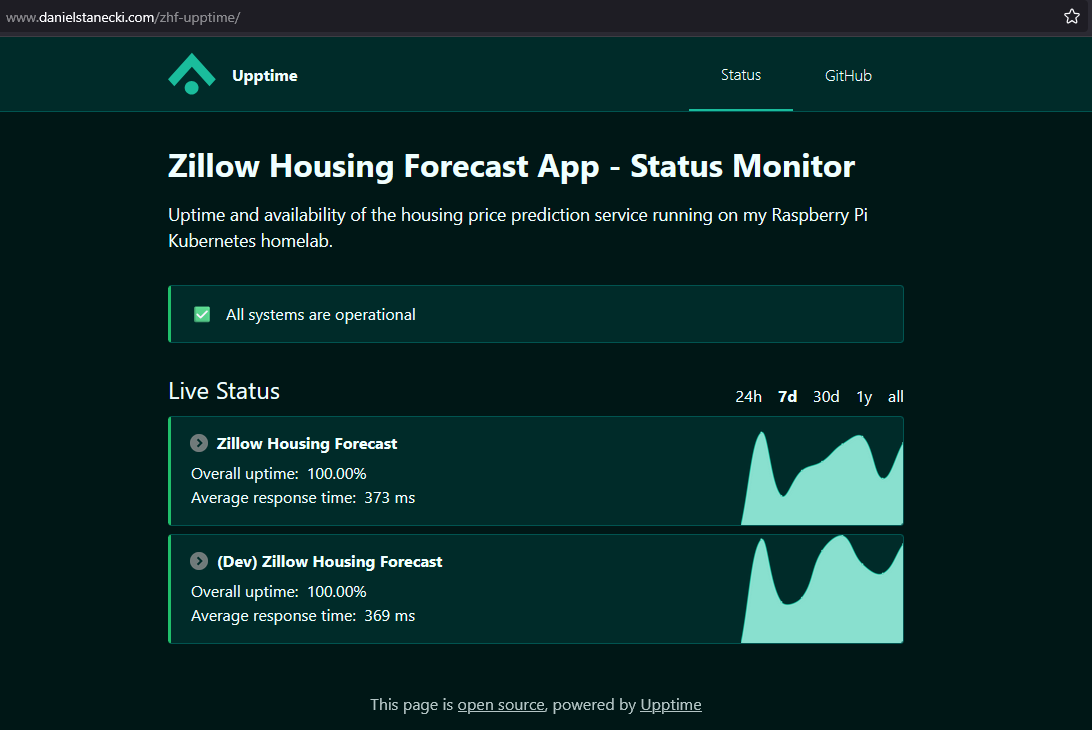 www.danielstanecki.com/zhf-upptime/
Upptime
Status
GitHub
Zillow Housing Forecast App - Status Monitor
Uptime and availability of the housing price prediction service running on my Raspberry Pi
Kubernetes homelab.
All systems are operational
Live Status
24h 7d 30d 1y all
Zillow Housing Forecast
Overall uptime: 100.00%
Average response time: 373 ms
(Dev) Zillow Housing Forecast
Overall uptime: 100.00%
Average response time: 369 ms
This page is open source, powered by Upptime